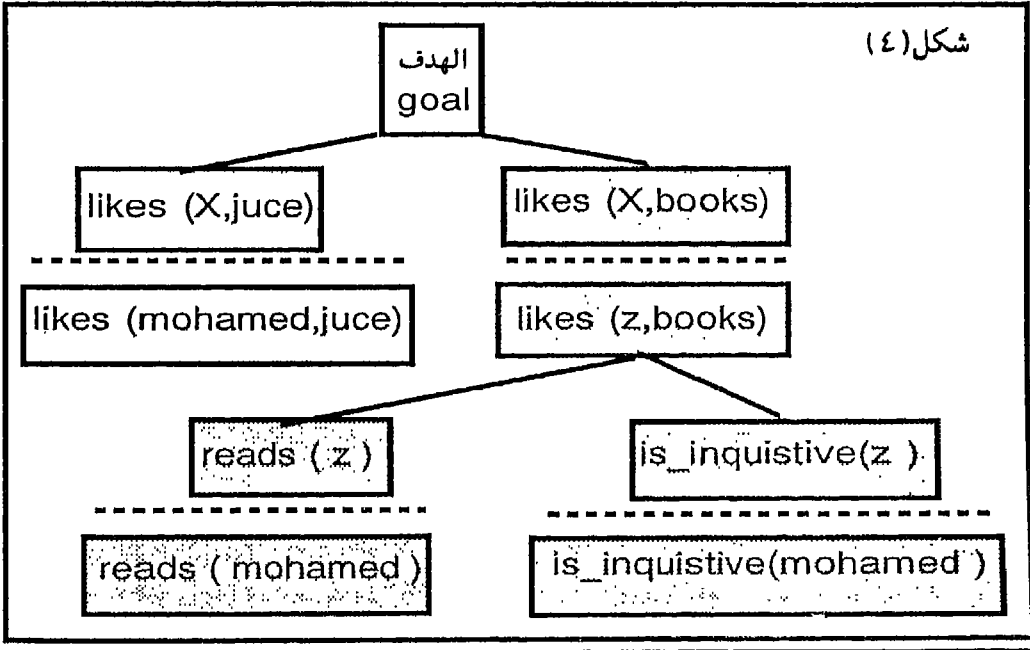 شكل (٤)
الهدف
goal
likes (X,juce)
likes (X,books)
likes (mohamed,juce)
likes (z,books)
reads ( z )
is_inquistive(z )
reads ( mohamed )
is_inquistive(mohamed )